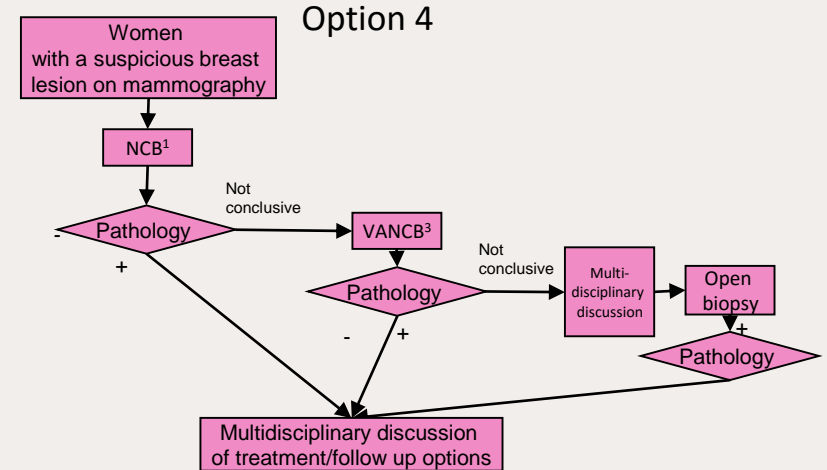 Option 4
Women
with a suspicious breast
lesion on mammography
NCB¹
Not
conclusive
Pathology
-
+
VANCB³
Not
conclusive
Pathology
-
+
Multi-
disciplinary
discussion
Open
biopsy
+
Pathology
Multidisciplinary discussion
of treatment/follow up options